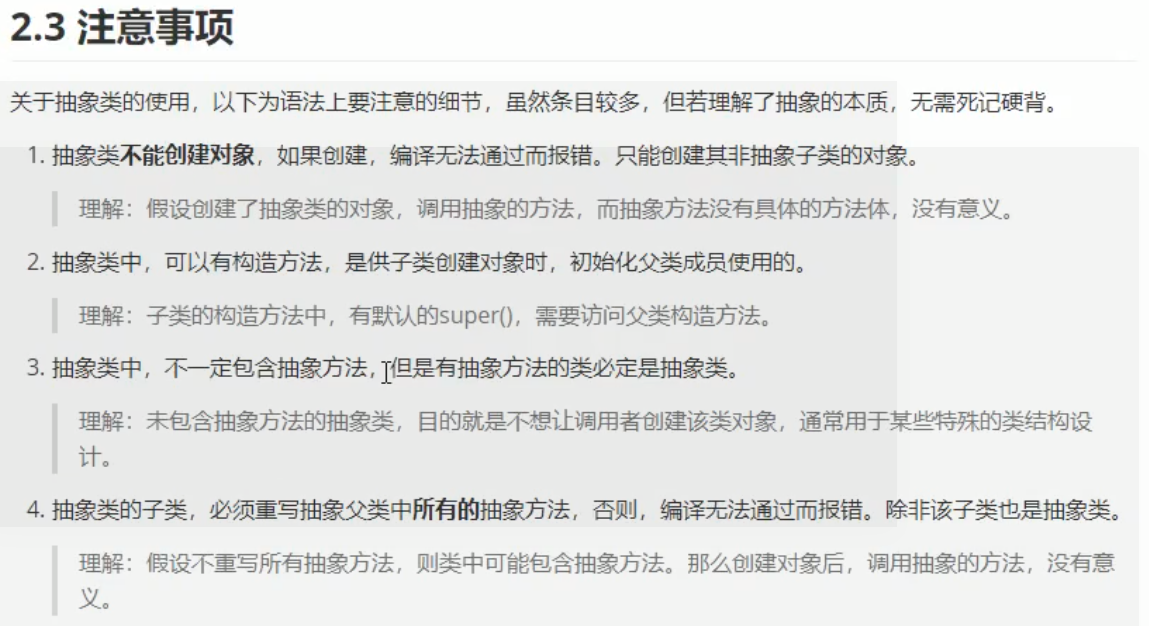 2.3 注意事项
关于抽象类的使用，以下为语法上要注意的细节，虽然条目较多，但若理解了抽象的本质，无需死记硬背。
1. 抽象类不能创建对象，如果创建，编译无法通过而报错。只能创建其非抽象子类的对象。
理解：假设创建了抽象类的对象，调用抽象的方法，而抽象方法没有具体的方法体，没有意义。
2. 抽象类中，可以有构造方法，是供子类创建对象时，初始化父类成员使用的。
理解：子类的构造方法中，有默认的super()，需要访问父类构造方法。
3. 抽象类中，不一定包含抽象方法，但是有抽象方法的类必定是抽象类。
理解：未包含抽象方法的抽象类，目的就是不想让调用者创建该类对象，通常用于某些特殊的类结构设
计。
4. 抽象类的子类，必须重写抽象父类中所有的抽象方法，否则，编译无法通过而报错。除非该子类也是抽象类。
理解：假设不重写所有抽象方法，则类中可能包含抽象方法。那么创建对象后，调用抽象的方法，没有意
义。